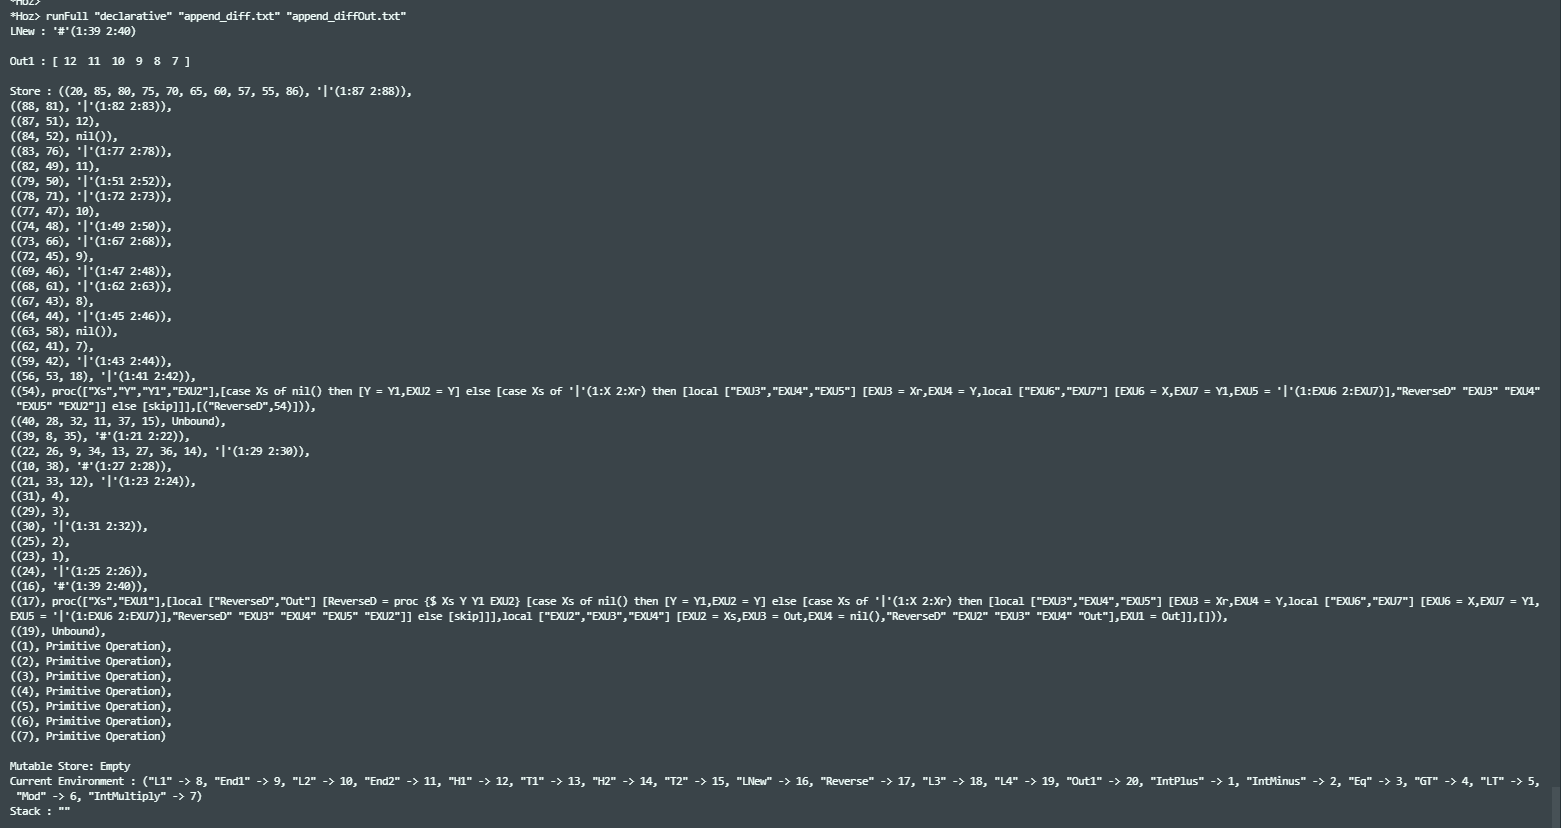 *Hoz>
*Hoz> runFull "declarative" "append_diff.txt" "append_diffOut.txt"
LNew : '#'(1:39 2:40)
Out1 : [ 12  11  10  9  8  7 ]
Store : ((20, 85, 80, 75, 70, 65, 60, 57, 55, 86), '|'(1:87 2:88)),
((88, 81), '|'(1:82 2:83)),
((87, 51), 12),
((84, 52), nil()),
((83, 76), '|'(1:77 2:78)),
((82, 49), 11),
((79, 50), '|'(1:51 2:52)),
((78, 71), '|'(1:72 2:73)),
((77, 47), 10),
((74, 48), '|'(1:49 2:50)),
((73, 66), '|'(1:67 2:68)),
((72, 45), 9),
((69, 46), '|'(1:47 2:48)),
((68, 61), '|'(1:62 2:63)),
((67, 43), 8),
((64, 44), '|'(1:45 2:46)),
((63, 58), nil()),
((62, 41), 7),
((59, 42), '|'(1:43 2:44)),
((56, 53, 18), '|'(1:41 2:42)),
((54), proc(["Xs","Y","Y1","EXU2"],[case Xs of nil() then [Y = Y1,EXU2 = Y] else [case Xs of '|'(1:X 2:Xr) then [local ["EXU3","EXU4","EXU5"] [EXU3 = Xr,EXU4 = Y,local ["EXU6","EXU7"] [EXU6 = X,EXU7 = Y1,EXU5 = '|'(1:EXU6 2:EXU7)],"ReverseD" "EXU3" "EXU4"
"EXU5" "EXU2"]] else [skip]]],[("ReverseD",54)])),
((40, 28, 32, 11, 37, 15), Unbound),
((39, 8, 35), '#'(1:21 2:22)),
((22, 26, 9, 34, 13, 27, 36, 14), '|'(1:29 2:30)),
((10, 38), '#'(1:27 2:28)),
((21, 33, 12), '|'(1:23 2:24)),
((31), 4),
((29), 3),
((30), '|'(1:31 2:32)),
((25), 2),
((23), 1),
((24), '|'(1:25 2:26)),
((16), '#'(1:39 2:40)),
((17), proc(["Xs","EXU1"],[local ["ReverseD","Out"] [ReverseD = proc {$ Xs Y Y1 EXU2} [case Xs of nil() then [Y = Y1,EXU2 = Y] else [case Xs of '|'(1:X 2:Xr) then [local ["EXU3","EXU4","EXU5"] [EXU3 = Xr,EXU4 = Y,local ["EXU6","EXU7"] [EXU6 = X,EXU7 = Y1,
EXU5 = '|'(1:EXU6 2:EXU7)],"ReverseD" "EXU3" "EXU4" "EXU5" "EXU2"]] else [skip]]],local ["EXU2","EXU3","EXU4"] [EXU2 = Xs,EXU3 = Out,EXU4 = nil(),"ReverseD" "EXU2" "EXU3" "EXU4" "Out"],EXU1 = Out]],[])),
((19), Unbound),
((1), Primitive Operation),
((2), Primitive Operation),
((3), Primitive Operation),
((4), Primitive Operation),
((5), Primitive Operation),
((6), Primitive Operation),
((7), Primitive Operation)
Mutable Store: Empty
Current Environment : ("L1" -> 8, "End1" -> 9, "L2" -> 10, "End2" -> 11, "H1" -> 12, "T1" -> 13, "H2" -> 14, "T2" -> 15, "LNew" -> 16, "Reverse" -> 17, "L3" -> 18, "L4" -> 19, "Out1" -> 20, "IntPlus" -> 1, "IntMinus" -> 2, "Eq" -> 3, "GT" -> 4, "LT" -> 5,
"Mod" -> 6, "IntMultiply" -> 7)
Stack : ""